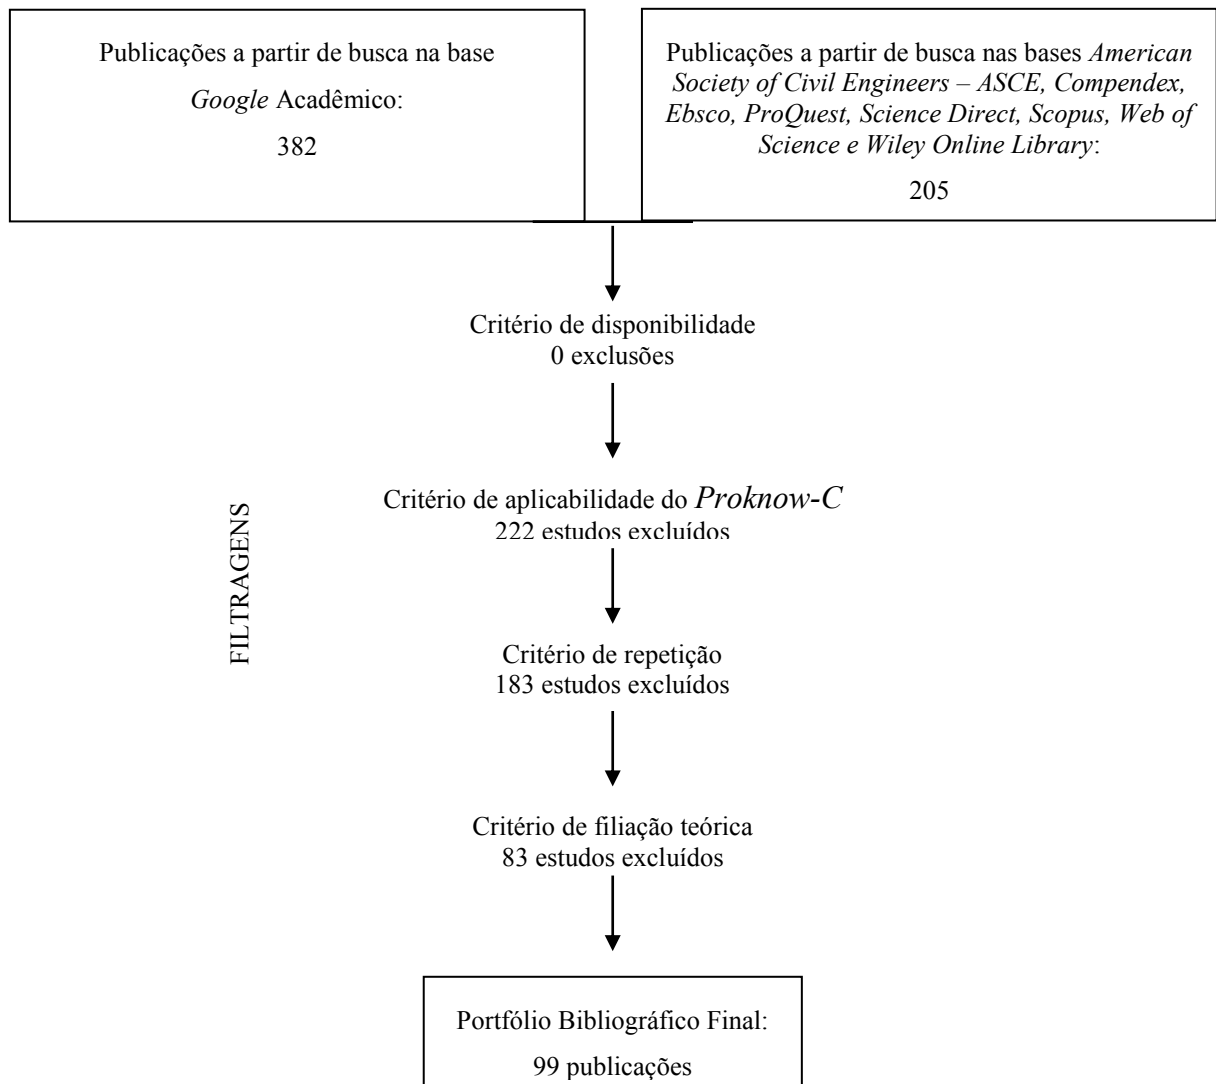 Publicações a partir de busca na base
Google Acadêmico:
382
Publicações a partir de busca nas bases American
Society of Civil Engineers – ASCE, Compendex,
Ebsco, ProQuest, Science Direct, Scopus, Web of
Science e Wiley Online Library:
205
Critério de disponibilidade
0 exclusões
FILTRAGENS
Critério de aplicabilidade do Proknow-C
222 estudos excluídos
Critério de repetição
183 estudos excluídos
Critério de filiação teórica
83 estudos excluídos
Portfólio Bibliográfico Final:
99 publicações